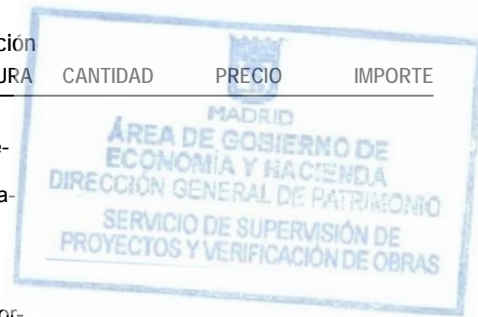 ción
URA CANTIDAD PRECIO IMPORTE
MADRID
ÁREA DE GOBIERNO DE
ECONOMÍA Y HACIENDA
DIRECCIÓN GENERAL DE PATRIMONIO
SERVICIO DE SUPERVISIÓN DE
PROYECTOS Y VERIFICACIÓN DE OBRAS
e-
a-
or-